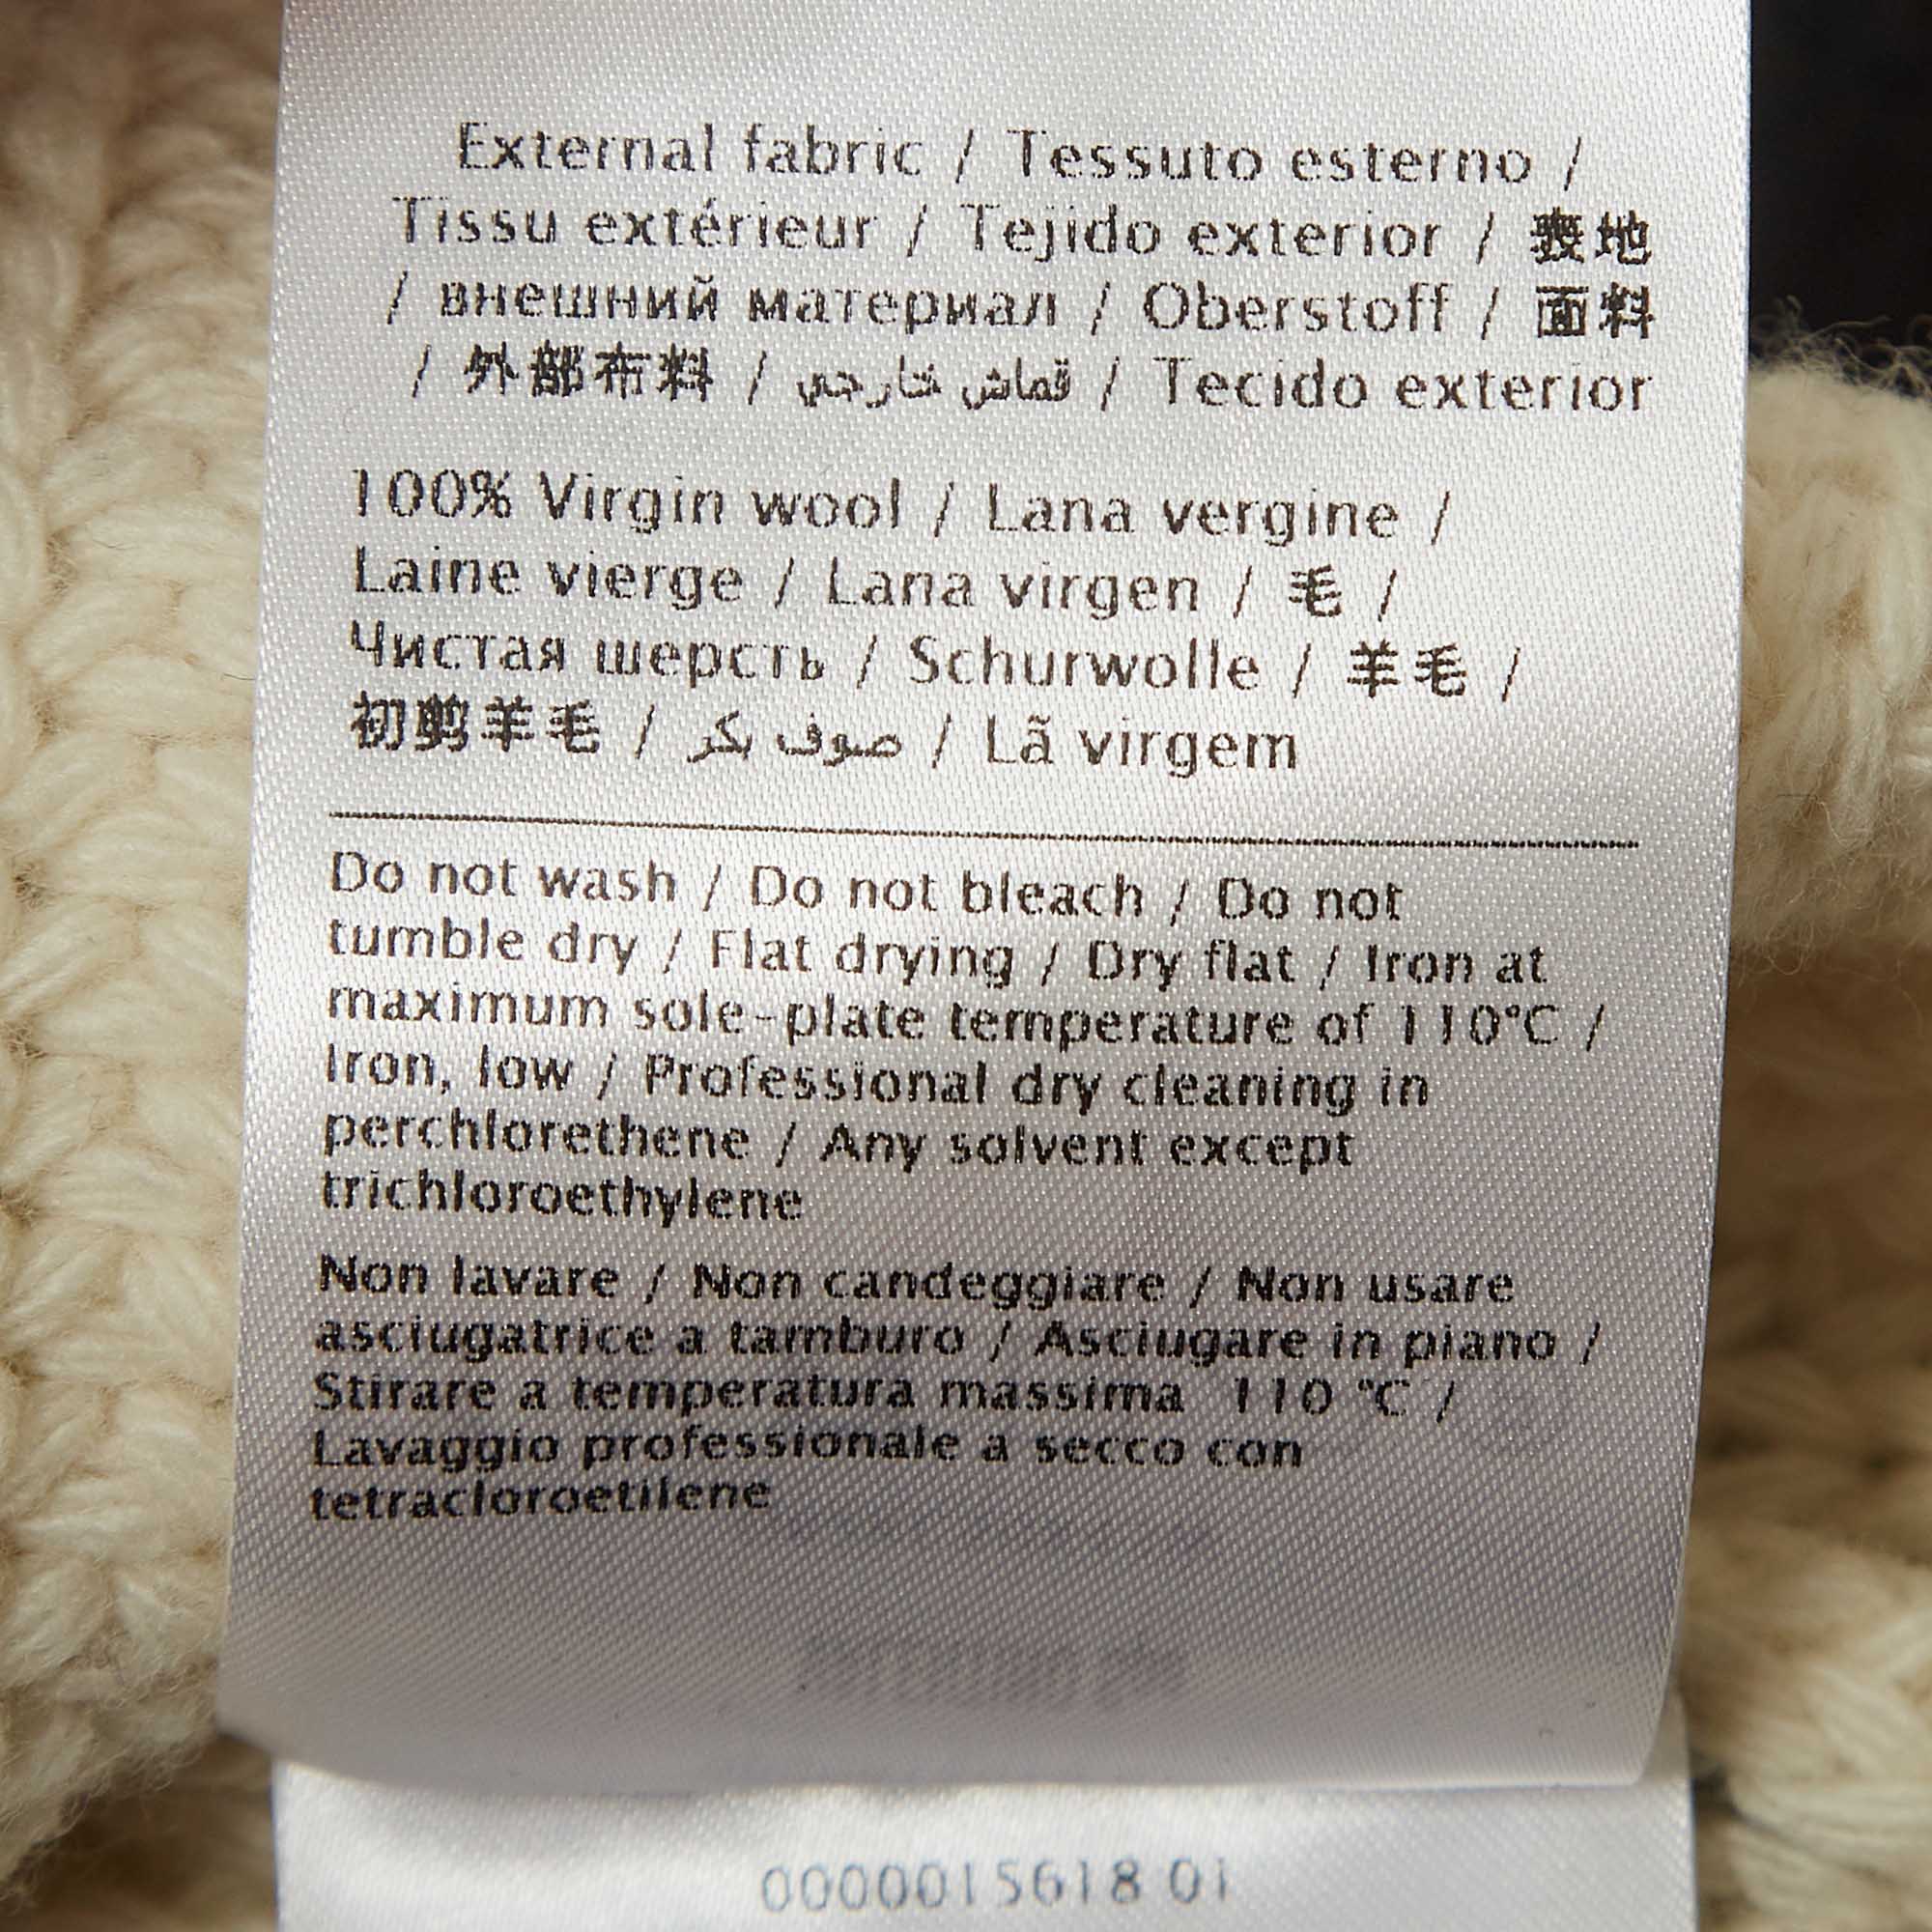 External fabric / Tessuto esterno /
Tissu extérieur / Tejido exterior / 表地
/ внешний материал / Oberstoff / 面料
/ 外部布料 / قماش خارجي / Tecido exterior
100% Virgin wool / Lana vergine /
Laine vierge / Lana virgen / 毛 /
Чистая шерсть / Schurwolle / 羊毛 /
初剪羊毛 / صوف بكر / Lã virgem
Do not wash / Do not bleach / Do not
tumble dry / Flat drying / Dry flat / Iron at
maximum sole-plate temperature of 110°C /
Iron, low / Professional dry cleaning in
perchlorethene / Any solvent except
trichloroethylene
Non lavare / Non candeggiare / Non usare
asciugatrice a tamburo / Asciugare in piano /
Stirare a temperatura massima 110 °C /
Lavaggio professionale a secco con
tetracloroetilene
0000015618 01